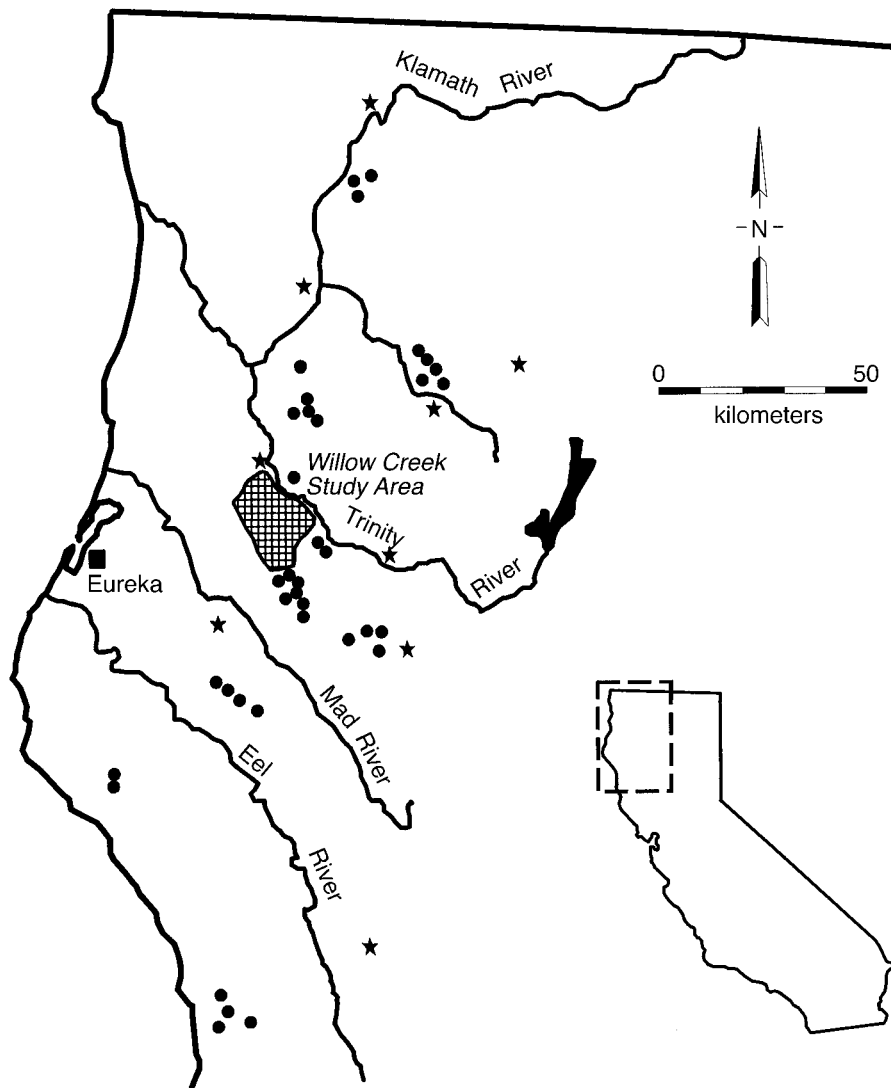 Klamath River
-N-
0 50
kilometers
Willow Creek
Study Area
Trinity
River
Eureka
Mad River
Eel
River